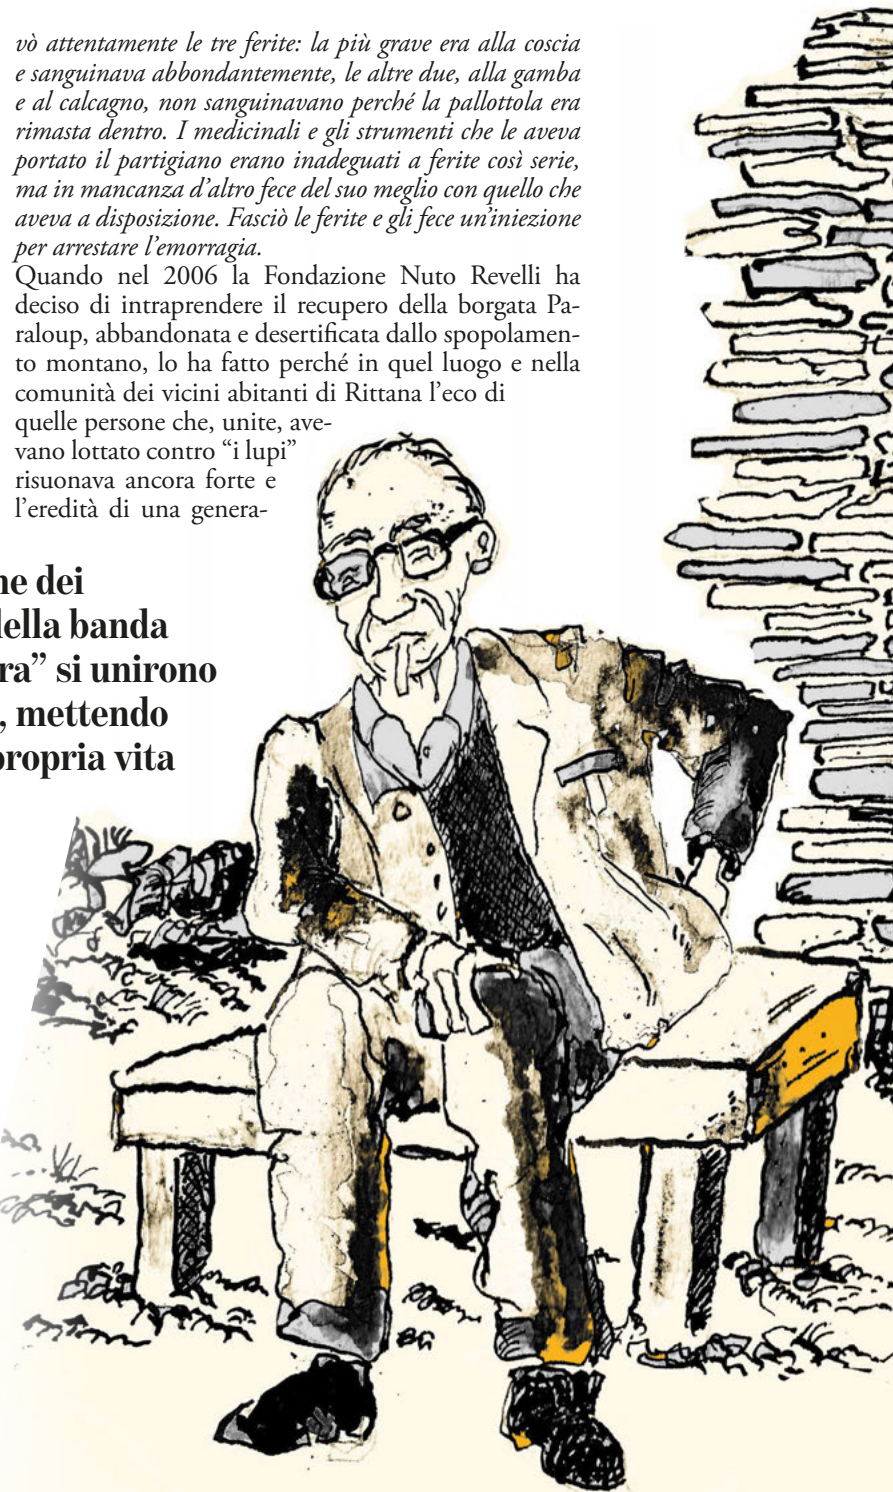 vò attentamente le tre ferite: la più grave era alla coscia
e sanguinava abbondantemente, le altre due, alla gamba
e al calcagno, non sanguinavano perché la pallottola era
rimasta dentro. I medicinali e gli strumenti che le aveva
portato il partigiano erano inadeguati a ferite così serie,
ma in mancanza d’altro fece del suo meglio con quello che
aveva a disposizione. Fasciò le ferite e gli fece un’iniezione
per arrestare l’emorragia.
Quando nel 2006 la Fondazione Nuto Revelli ha
deciso di intraprendere il recupero della borgata Pa-
raloup, abbandonata e desertificata dallo spopolamen-
to montano, lo ha fatto perché in quel luogo e nella
comunità dei vicini abitanti di Rittana l’eco di
quelle persone che, unite, ave-
vano lottato contro “i lupi”
risuonava ancora forte e
l’eredità di una genera-
ne dei
della banda
ra” si unirono
, mettendo
propria vita